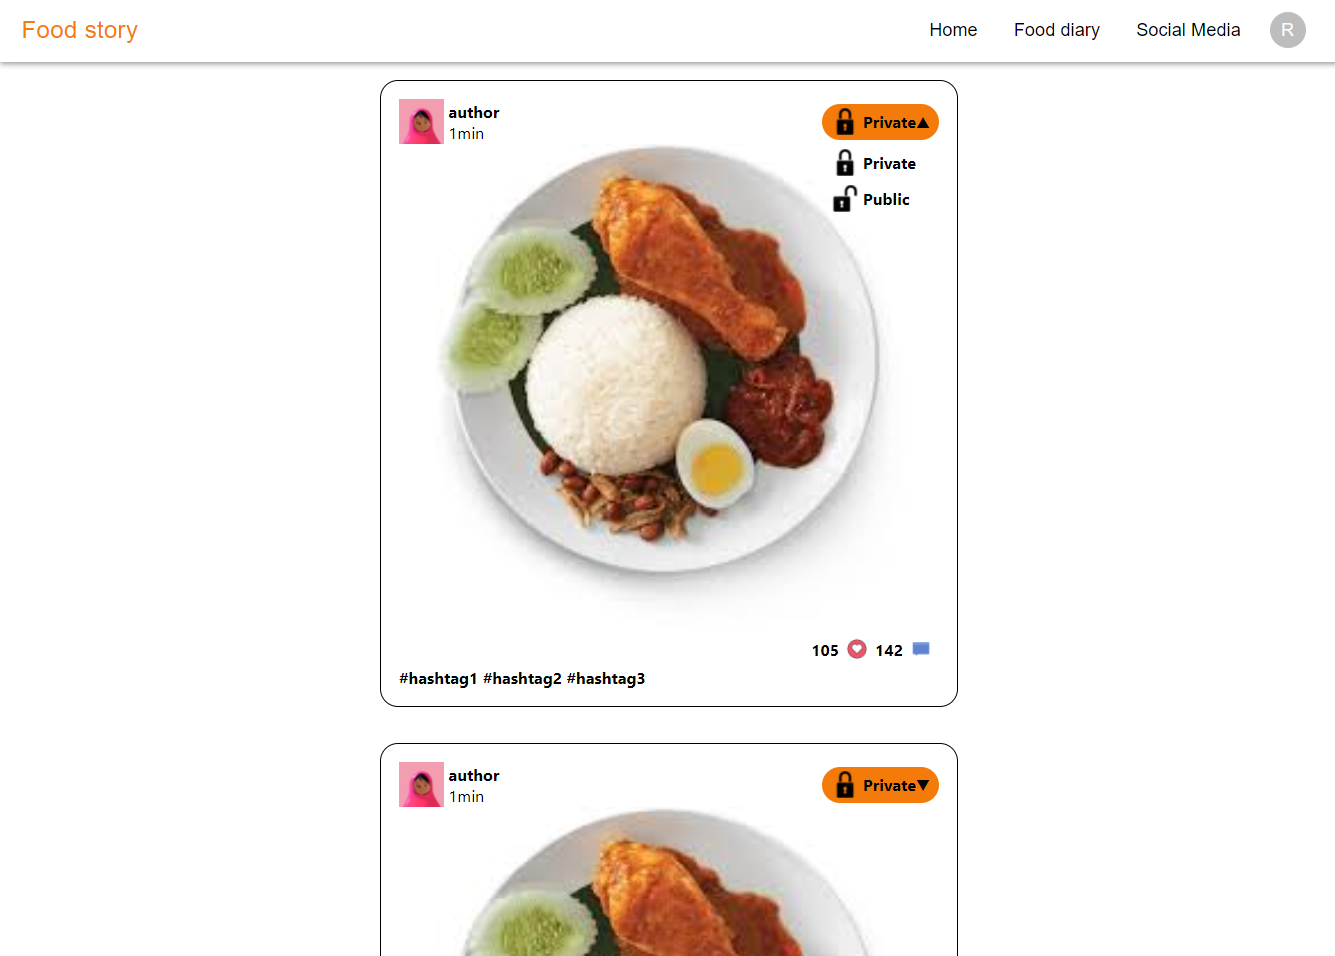 Food story
Home Food diary Social Media R
author
1min
Private▲
Private
Public
105 142
#hashtag1 #hashtag2 #hashtag3
author
1min
Private▼